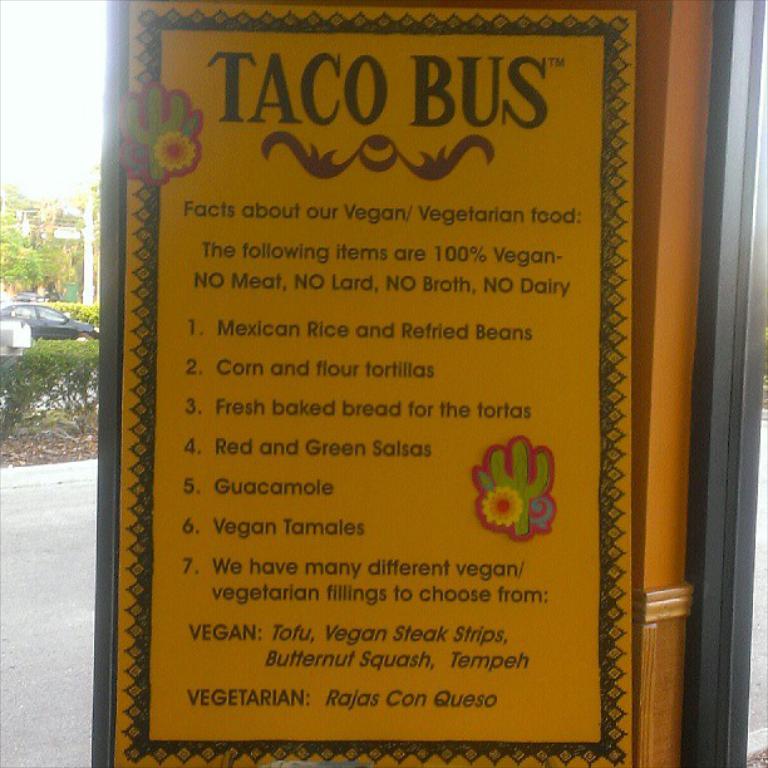 TACO BUS™
Facts about our Vegan/ Vegetarian food:
The following items are 100% Vegan-
NO Meat, NO Lard, NO Broth, NO Dairy
1. Mexican Rice and Refried Beans
2. Corn and flour tortillas
3. Fresh baked bread for the tortas
4. Red and Green Salsas
5. Guacamole
6. Vegan Tamales
7. We have many different vegan/
vegetarian fillings to choose from:
VEGAN: Tofu, Vegan Steak Strips,
Butternut Squash, Tempeh
VEGETARIAN: Rajas Con Queso